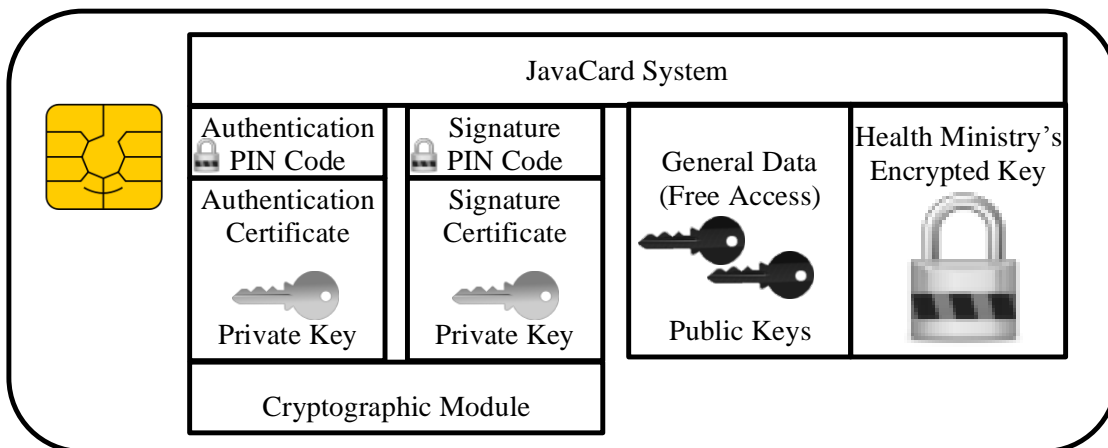 JavaCard System
Authentication
PIN Code
Signature
PIN Code
Authentication
Certificate
Private Key
Signature
Certificate
Private Key
General Data
(Free Access)
Public Keys
Health Ministry's
Encrypted Key
Cryptographic Module